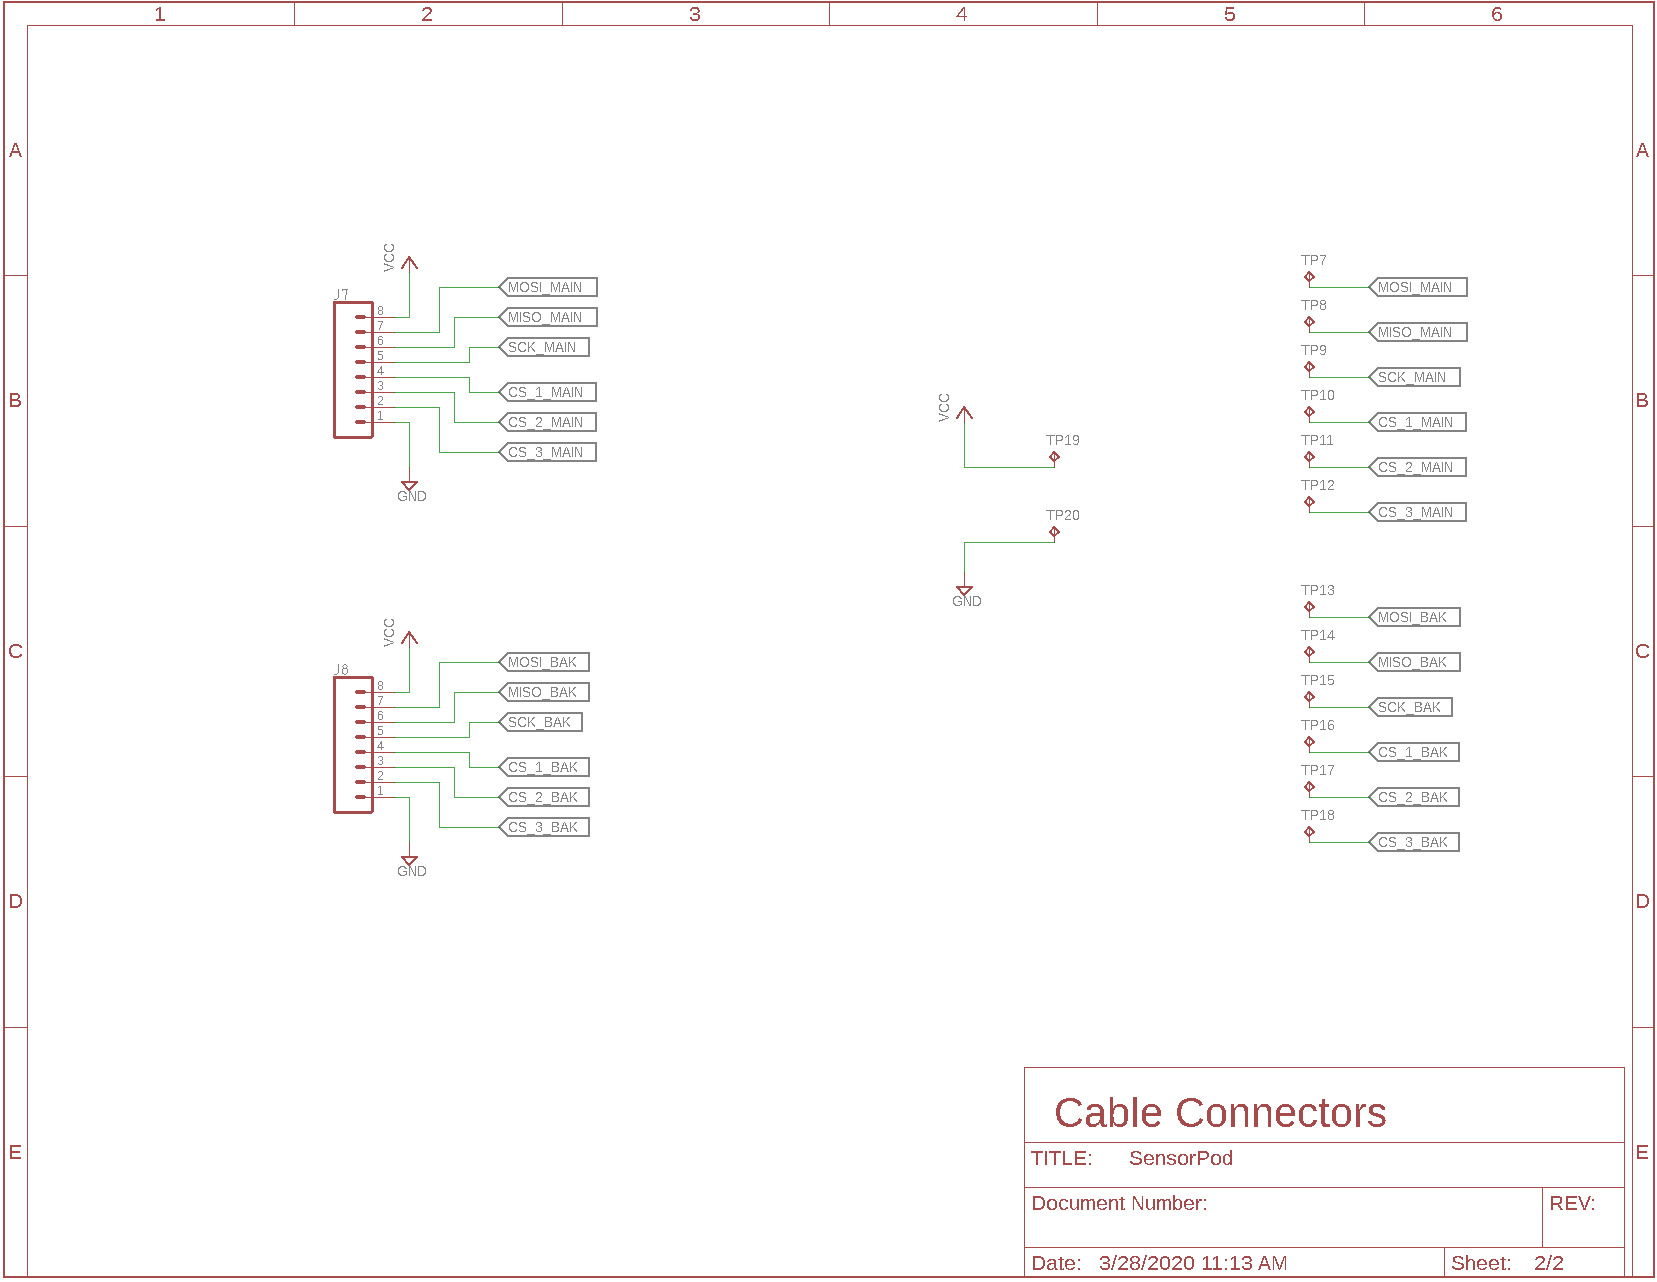 1 2 3 4 5 6
A A
B B
C C
D D
E E
VCC
J7
8
7
6
5
4
3
2
1
MOSI_MAIN
MISO_MAIN
SCK_MAIN
CS_1_MAIN
CS_2_MAIN
CS_3_MAIN
GND
VCC
J8
8
7
6
5
4
3
2
1
MOSI_BAK
MISO_BAK
SCK_BAK
CS_1_BAK
CS_2_BAK
CS_3_BAK
GND
VCC
TP19
TP20
GND
TP7
MOSI_MAIN
TP8
MISO_MAIN
TP9
SCK_MAIN
TP10
CS_1_MAIN
TP11
CS_2_MAIN
TP12
CS_3_MAIN
TP13
MOSI_BAK
TP14
MISO_BAK
TP15
SCK_BAK
TP16
CS_1_BAK
TP17
CS_2_BAK
TP18
CS_3_BAK
Cable Connectors
TITLE: SensorPod
Document Number: REV:
Date: 3/28/2020 11:13 AM Sheet: 2/2